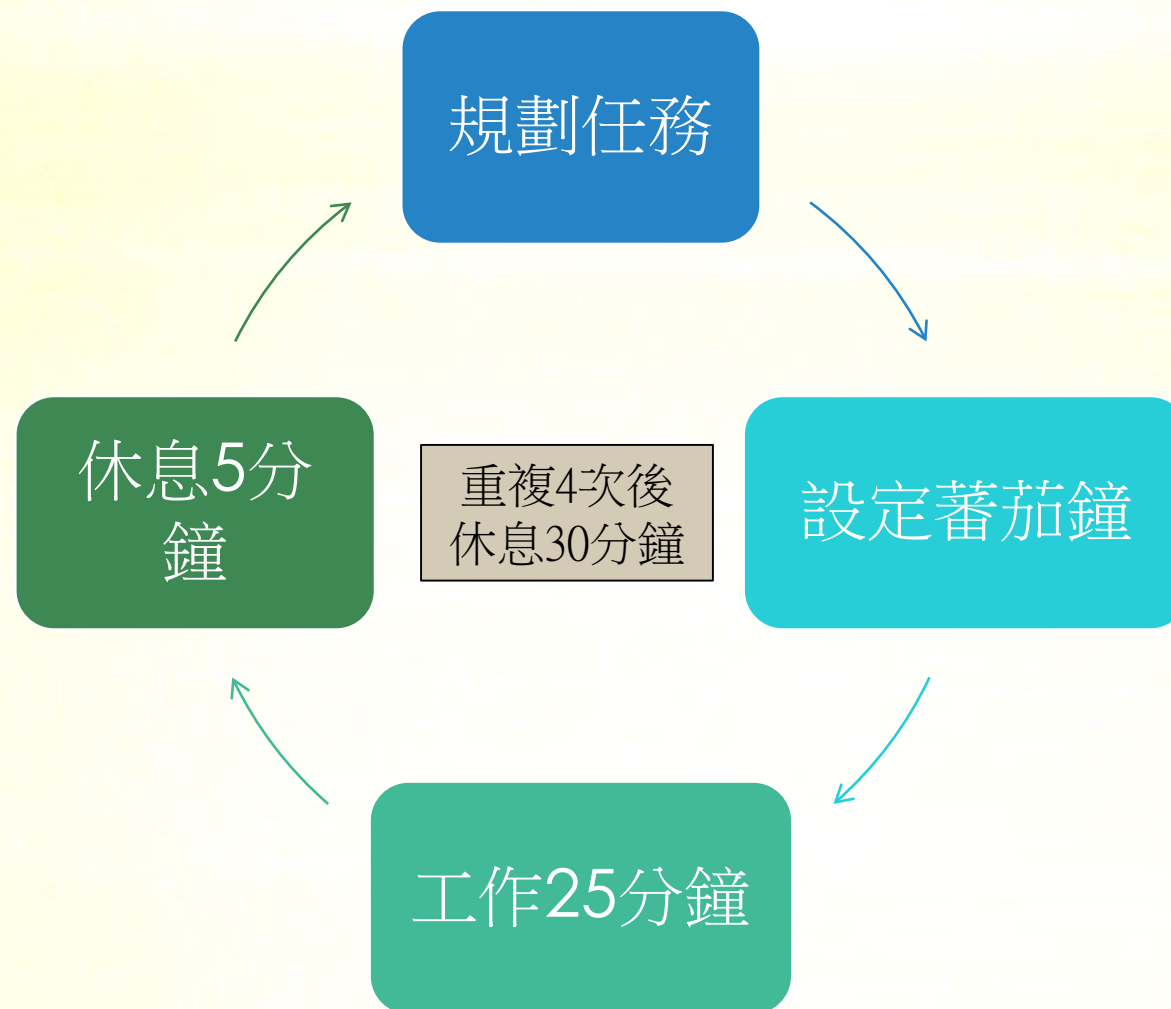 規劃任務
休息5分
鐘
重複4次後
休息30分鐘
設定蕃茄鐘
工作25分鐘